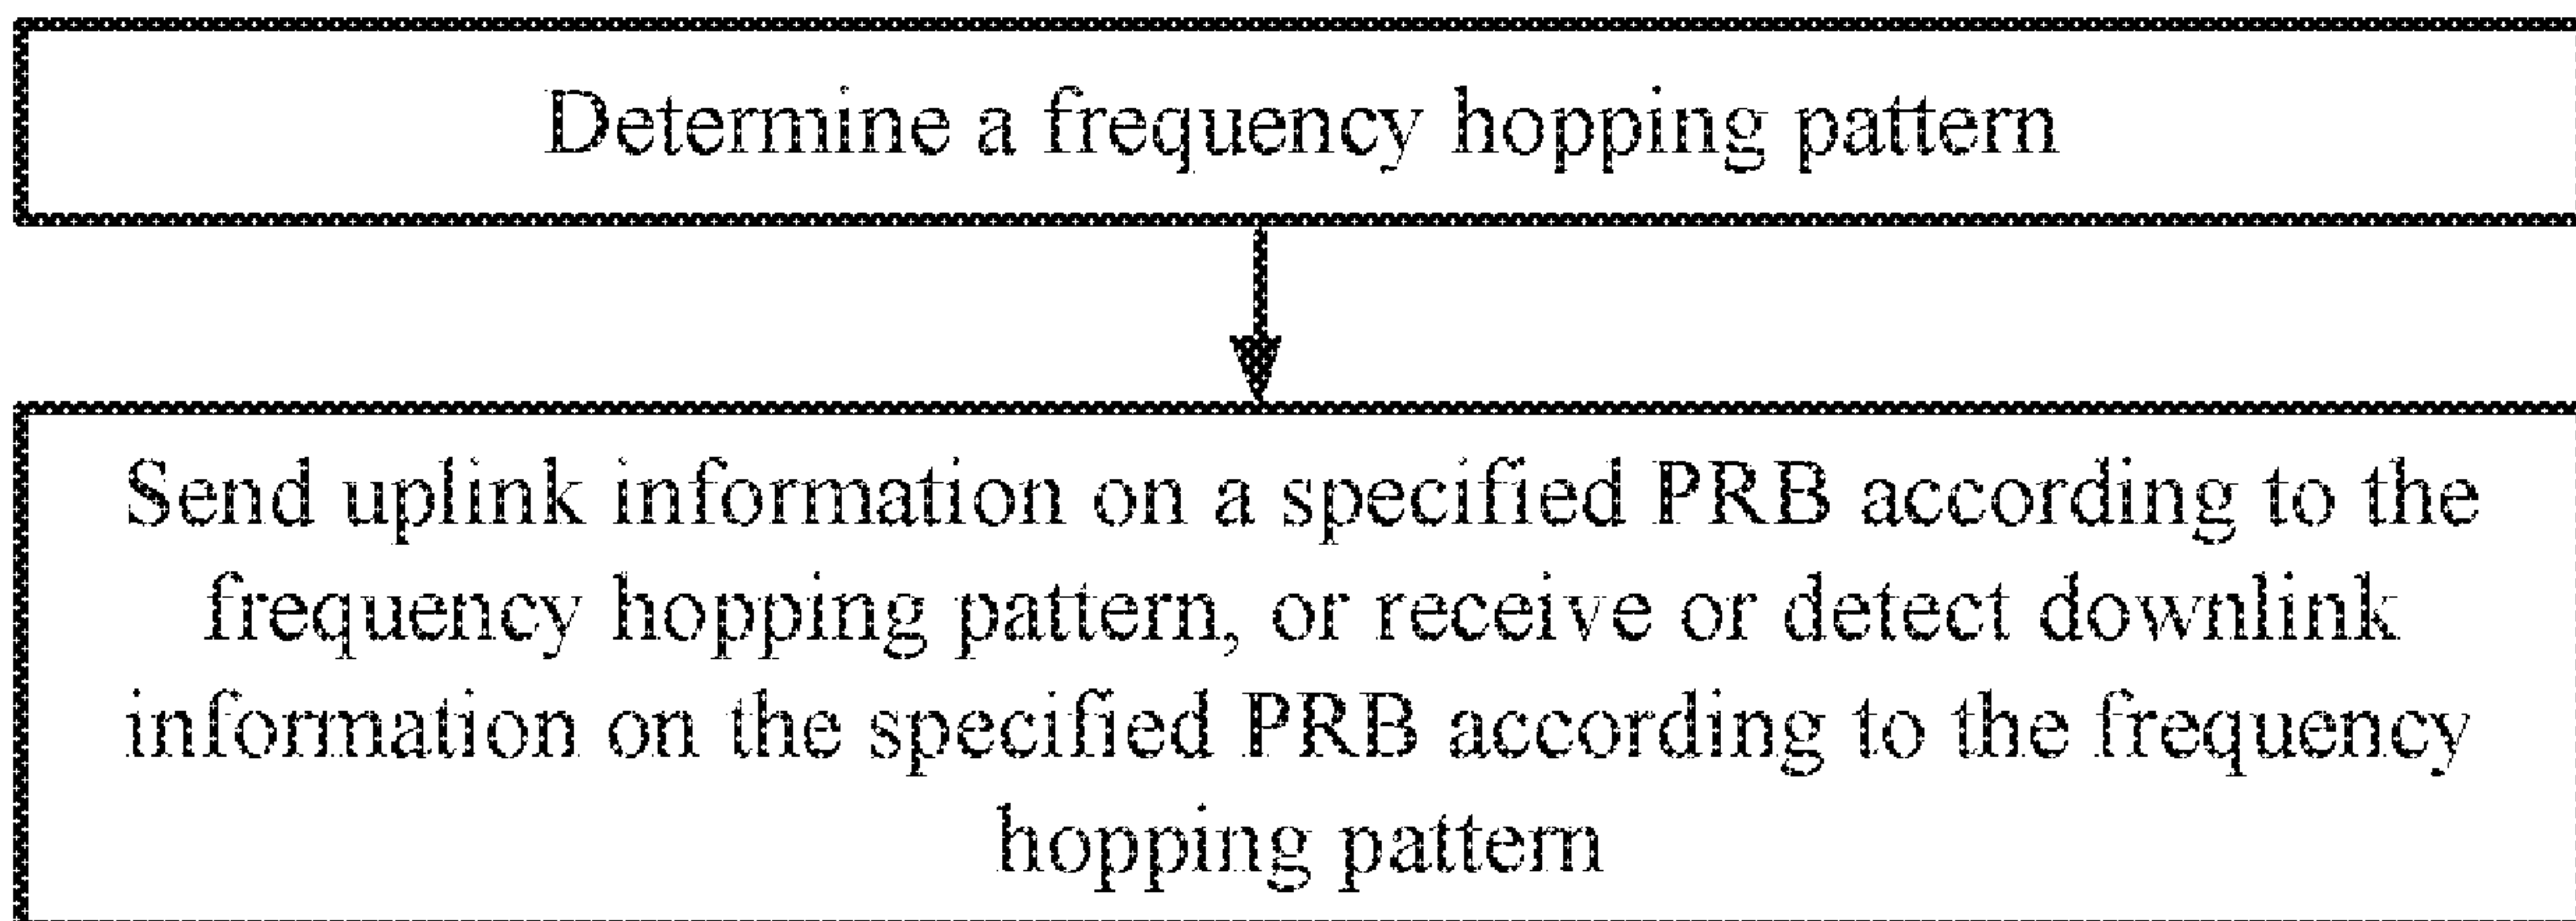 Determine a frequency hopping pattern
Send uplink information on a specified PRB according to the
frequency hopping pattern, or receive or detect downlink
information on the specified PRB according to the frequency
hopping pattern